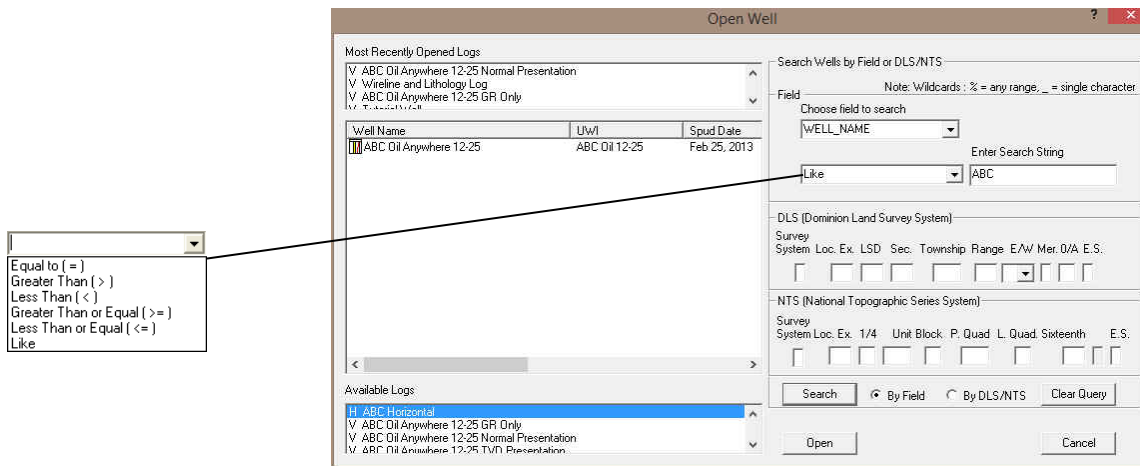 Open Well
?
Most Recently Opened Logs
V ABC Oil Anywhere 12-25 Normal Presentation
V Wireline and Lithology Log
V ABC Oil Anywhere 12-25 GR Only
V Tutorial Well
Well Name UWI Spud Date
ABC Oil Anywhere 12-25 ABC Oil 12-25 Feb 25, 2013
Available Logs
H ABC Horizontal
V ABC Oil Anywhere 12-25 GR Only
V ABC Oil Anywhere 12-25 Normal Presentation
V ABC Oil Anywhere 12-25 TVD Presentation
Search Wells by Field or DLS/NTS
Note: Wildcards : % = any range, _ = single character
Field
Choose field to search
WELL_NAME
Enter Search String
Like ABC
DLS (Dominion Land Survey System)
Survey
System Loc. Ex. LSD Sec. Township Range E/W Mer. O/A E.S.
NTS (National Topographic Series System)
Survey
System Loc. Ex. 1/4 Unit Block P. Quad L. Quad. Sixteenth E.S.
Search By Field By DLS/NTS Clear Query
Open Cancel
Equal to ( = )
Greater Than ( > )
Less Than ( < )
Greater Than or Equal ( >= )
Less Than or Equal ( <= )
Like